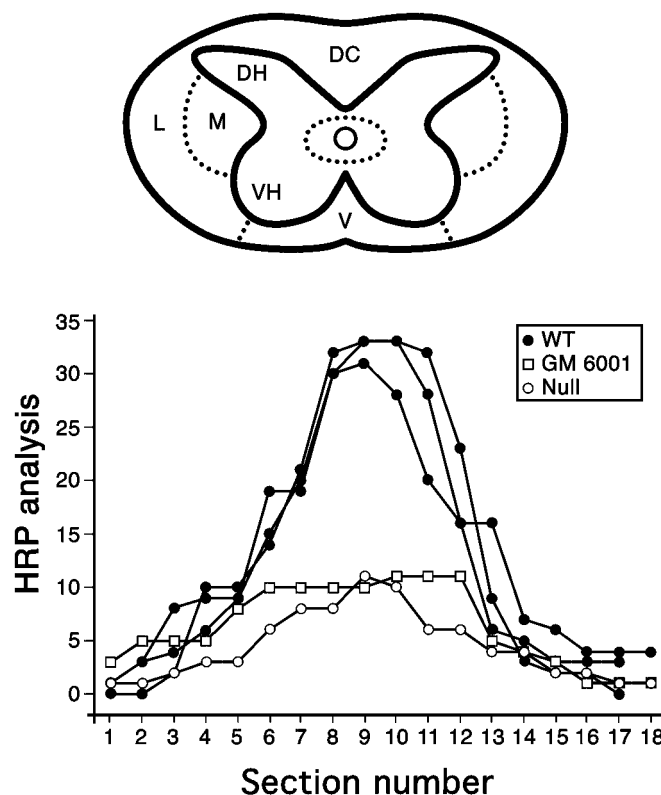 DC
DH
L
M
VH
V
35
30
25
20
15
10
5
0
HRP analysis
WT
GM 6001
Null
1 2 3 4 5 6 7 8 9 10 11 12 13 14 15 16 17 18
Section number